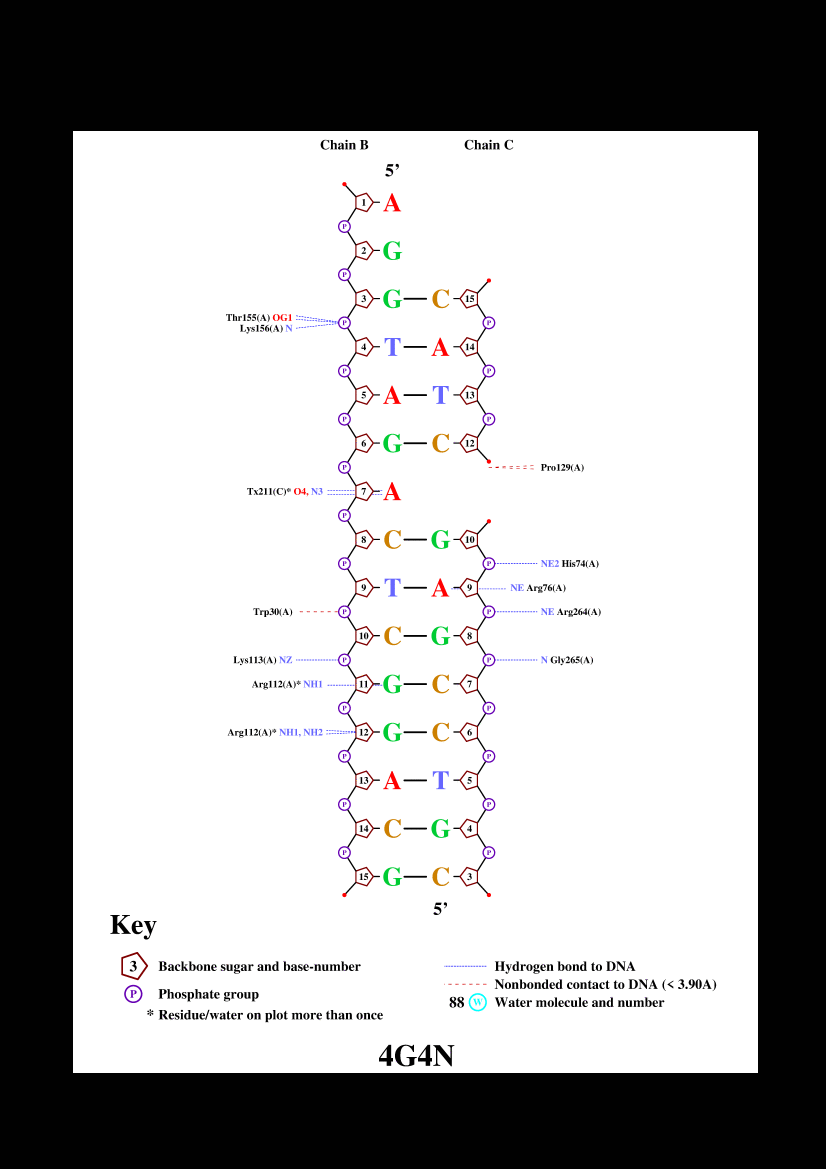 Chain B Chain C
5’
1 A
P
2 G
P
3 G C 15
Thr155(A) OG1 P P
Lys156(A) N
4 T A 14
P P
5 A T 13
P P
6 G C 12
P Pro129(A)
Tx211(C)* O4, N3 7 A
P
8 C G 10
P P NE2 His74(A)
9 T A 9 NE Arg76(A)
Trp30(A) P P NE Arg264(A)
10 C G 8
Lys113(A) NZ P P N Gly265(A)
Arg112(A)* NH1 11 G C 7
P P
Arg112(A)* NH1, NH2 12 G C 6
P P
13 A T 5
P P
14 C G 4
P P
15 G C 3
5’
Key
3 Backbone sugar and base-number
P Phosphate group
* Residue/water on plot more than once
Hydrogen bond to DNA
Nonbonded contact to DNA (< 3.90A)
88 W Water molecule and number
4G4N